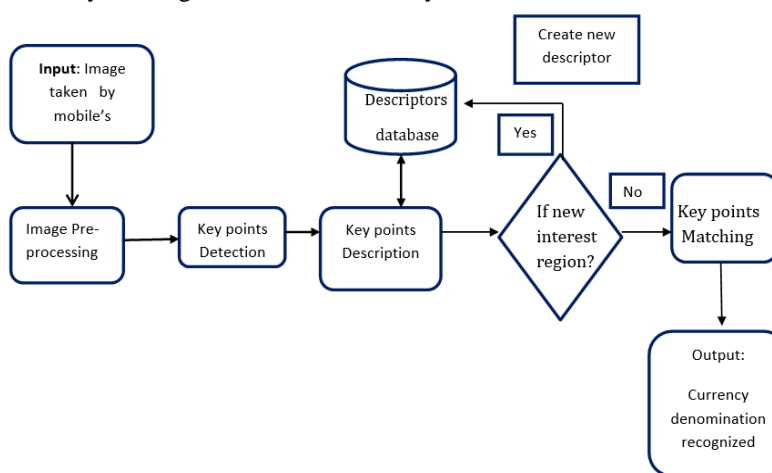 Input: Image
taken by
mobile's
Image Pre-
processing
Key points
Detection
Key points
Description
Descriptors
database
Create new
descriptor
Yes
If new
interest
region?
No
Key points
Matching
Output:
Currency
denomination
recognized